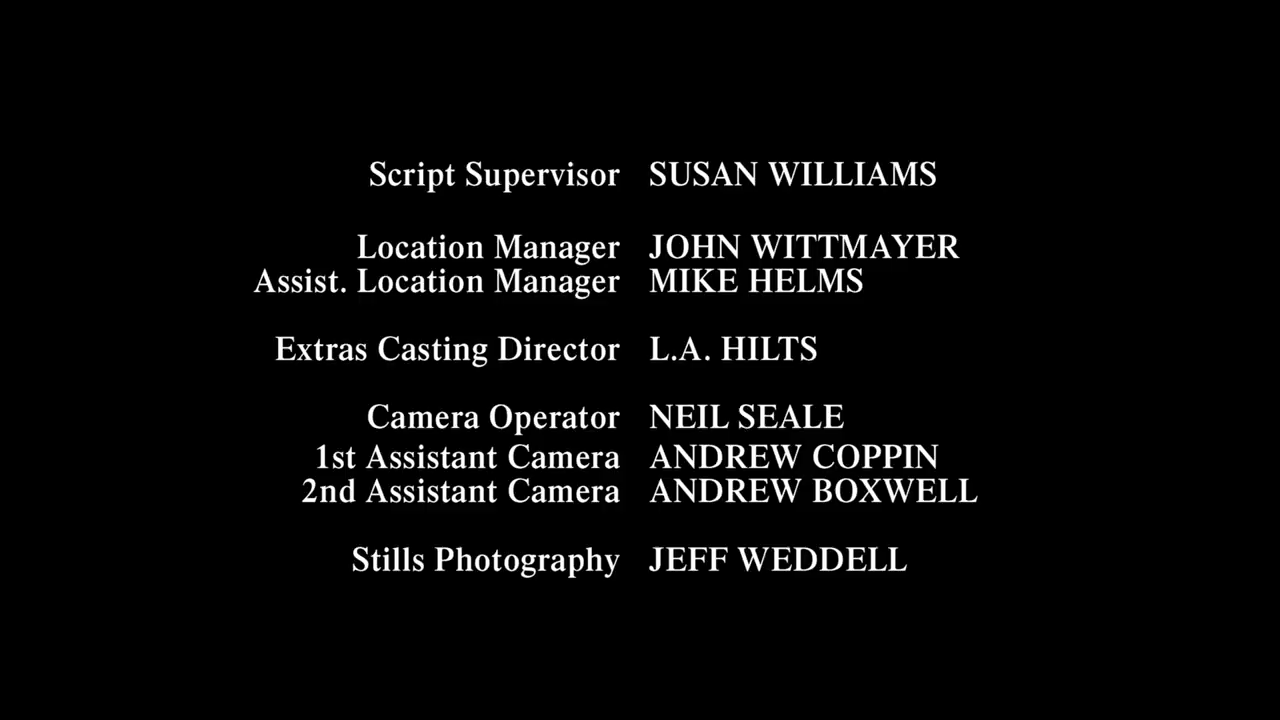 Script Supervisor SUSAN WILLIAMS
Location Manager JOHN WITTMAYER
Assist. Location Manager MIKE HELMS
Extras Casting Director L.A. HILTS
Camera Operator NEIL SEALE
1st Assistant Camera ANDREW COPPIN
2nd Assistant Camera ANDREW BOXWELL
Stills Photography JEFF WEDDELL